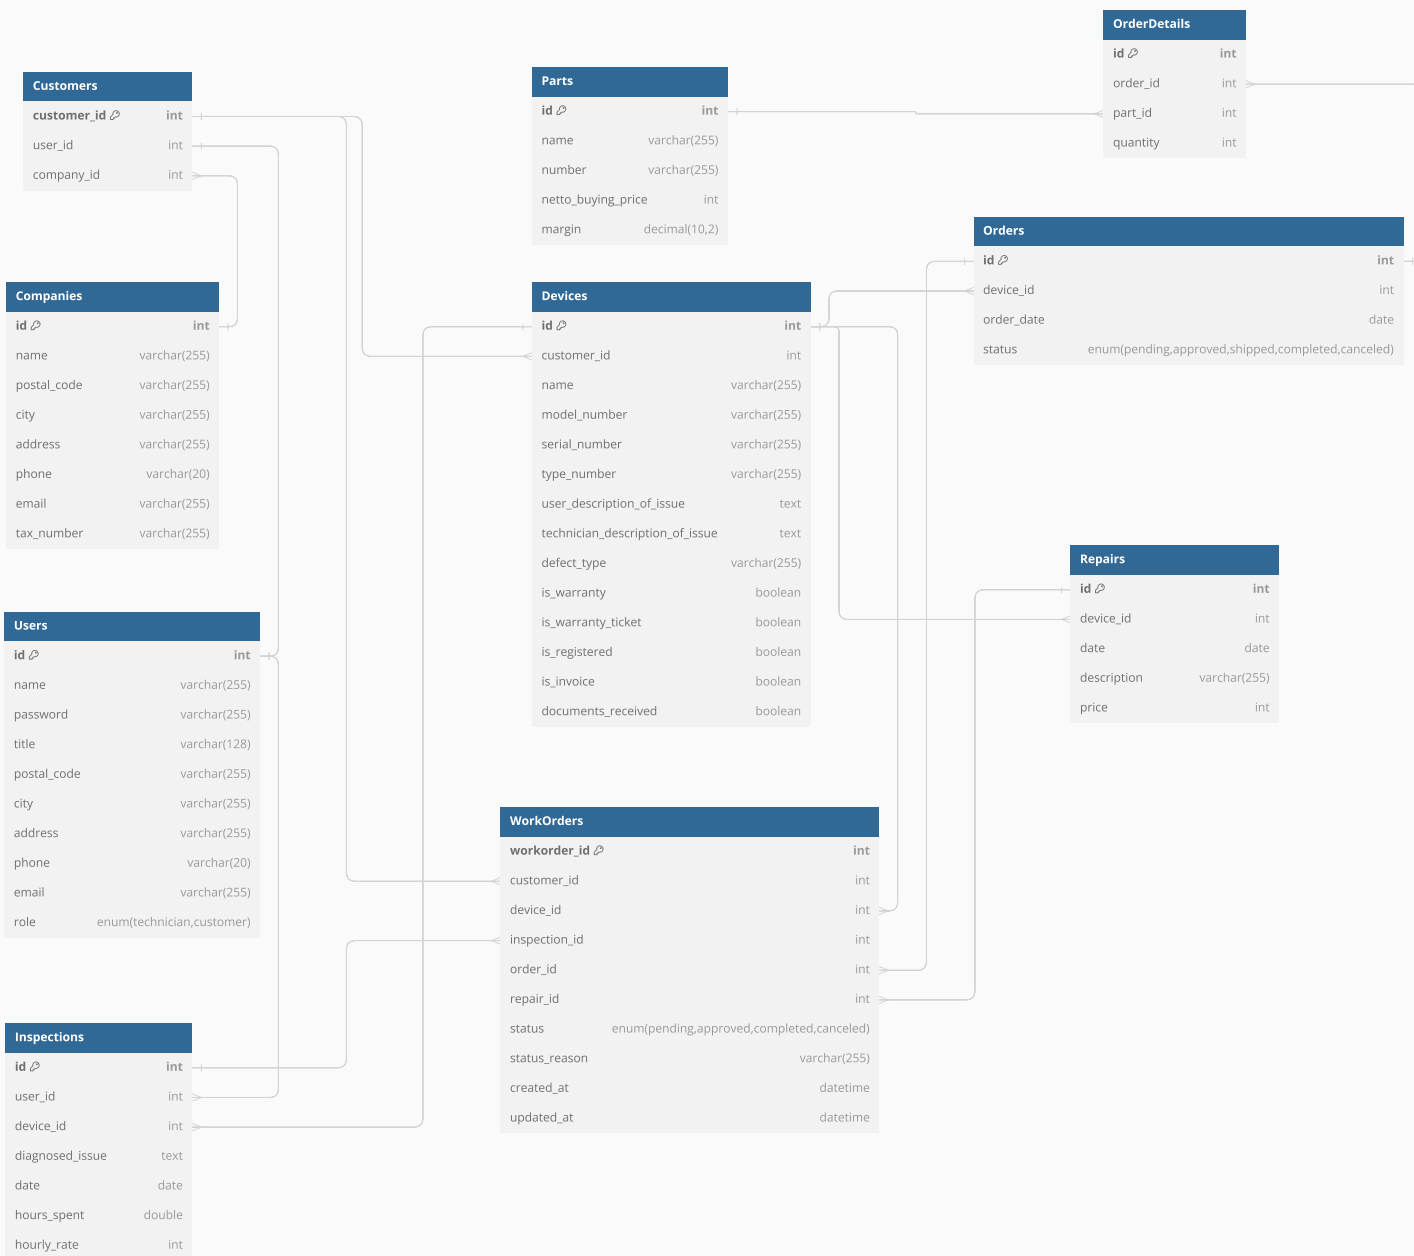 OrderDetails
id int
order_id int
part_id int
quantity int
Customers
customer_id int
user_id int
company_id int
Parts
id int
name varchar(255)
number varchar(255)
netto_buying_price int
margin decimal(10,2)
Orders
id int
device_id int
order_date date
status enum(pending,approved,shipped,completed,canceled)
Companies
id int
name varchar(255)
postal_code varchar(255)
city varchar(255)
address varchar(255)
phone varchar(20)
email varchar(255)
tax_number varchar(255)
Devices
id int
customer_id int
name varchar(255)
model_number varchar(255)
serial_number varchar(255)
type_number varchar(255)
user_description_of_issue text
technician_description_of_issue text
defect_type varchar(255)
is_warranty boolean
is_warranty_ticket boolean
is_registered boolean
is_invoice boolean
documents_received boolean
Repairs
id int
device_id int
date date
description varchar(255)
price int
Users
id int
name varchar(255)
password varchar(255)
title varchar(128)
postal_code varchar(255)
city varchar(255)
address varchar(255)
phone varchar(20)
email varchar(255)
role enum(technician,customer)
WorkOrders
workorder_id int
customer_id int
device_id int
inspection_id int
order_id int
repair_id int
status enum(pending,approved,completed,canceled)
status_reason varchar(255)
created_at datetime
updated_at datetime
Inspections
id int
user_id int
device_id int
diagnosed_issue text
date date
hours_spent double
hourly_rate int